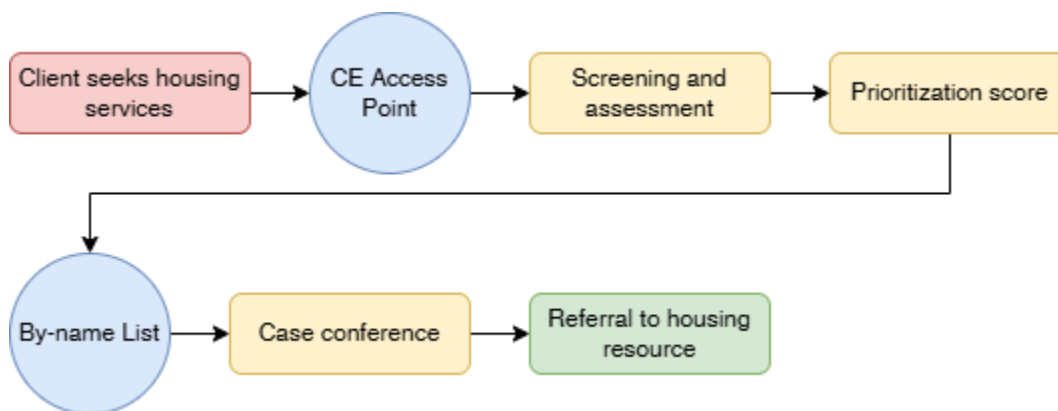 Client seeks housing
services
CE Access
Point
Screening and
assessment
Prioritization score
By-name List
Case conference
Referral to housing
resource